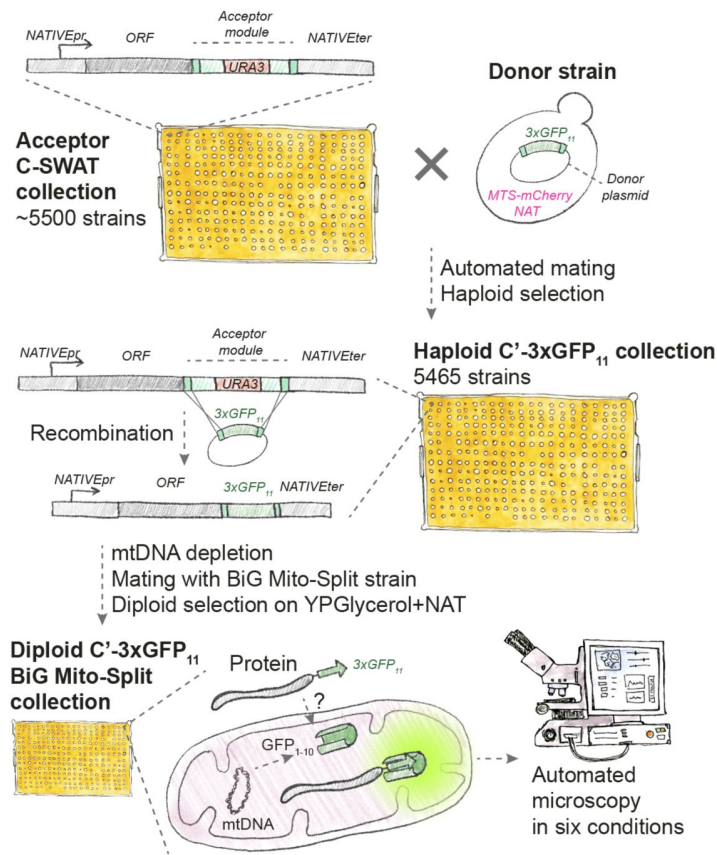 NATIVEpr
ORF
Acceptor
module
NATIVEter
URA3
Acceptor
C-SWAT
collection
~5500 strains
×
Donor strain
3xGFP11
Donor
plasmid
MTS-mCherry
NAT
Automated mating
Haploid selection
NATIVEpr
ORF
Acceptor
module
NATIVEter
URA3
3xGFP11
Recombination
NATIVEpr
ORF
3xGFP11
NATIVEter
Haploid C’-3xGFP11 collection
5465 strains
mtDNA depletion
Mating with BiG Mito-Split strain
Diploid selection on YPGlycerol+NAT
Diploid C’-3xGFP11
BiG Mito-Split
collection
Protein
3xGFP11
?
GFP1-10
mtDNA
Automated
microscopy
in six conditions